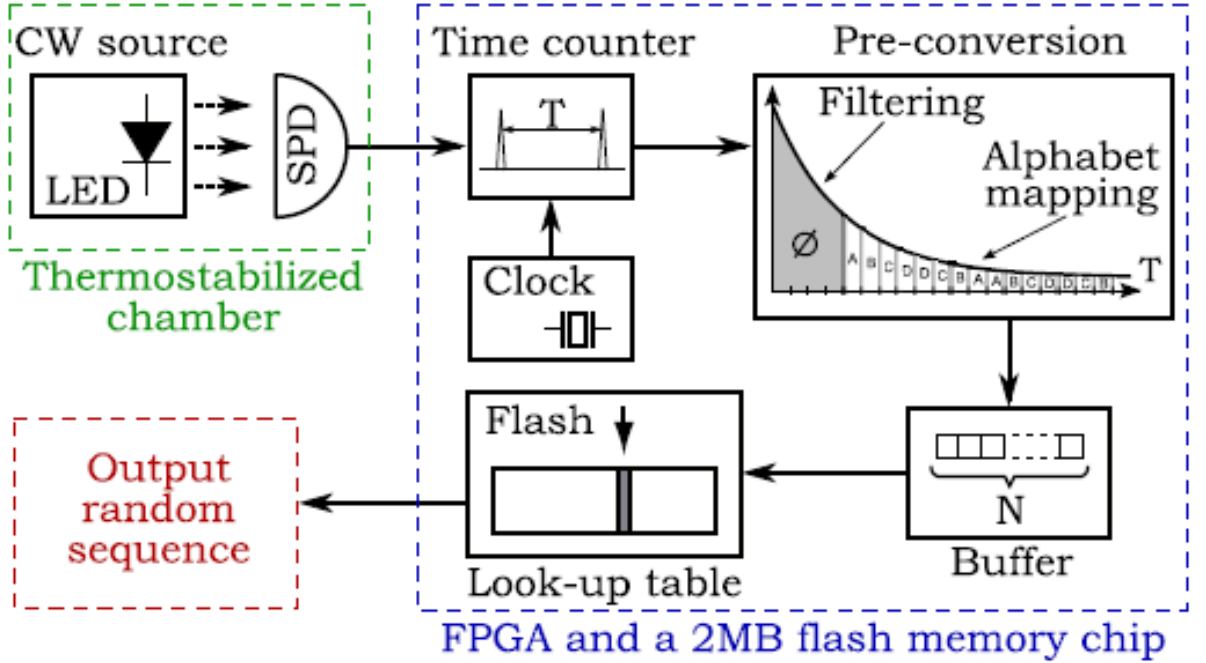 CW source
LED
SPD
Thermostabilized
chamber
Time counter
T
Clock
Pre-conversion
Filtering
Alphabet
mapping
∅
A B C D D C B A A B C D D C B
T
N
Buffer
Flash
Look-up table
FPGA and a 2MB flash memory chip
Output
random
sequence